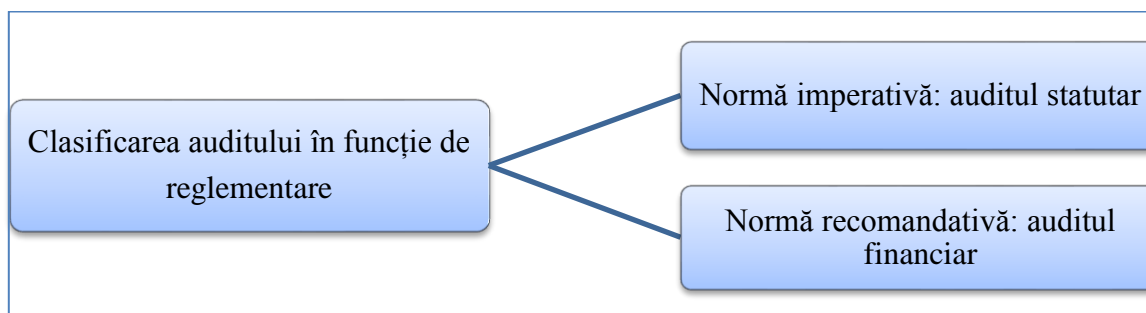 Clasificarea auditului în funcție de
reglementare
Normă imperativă: auditul statutar
Normă recomandativă: auditul
financiar